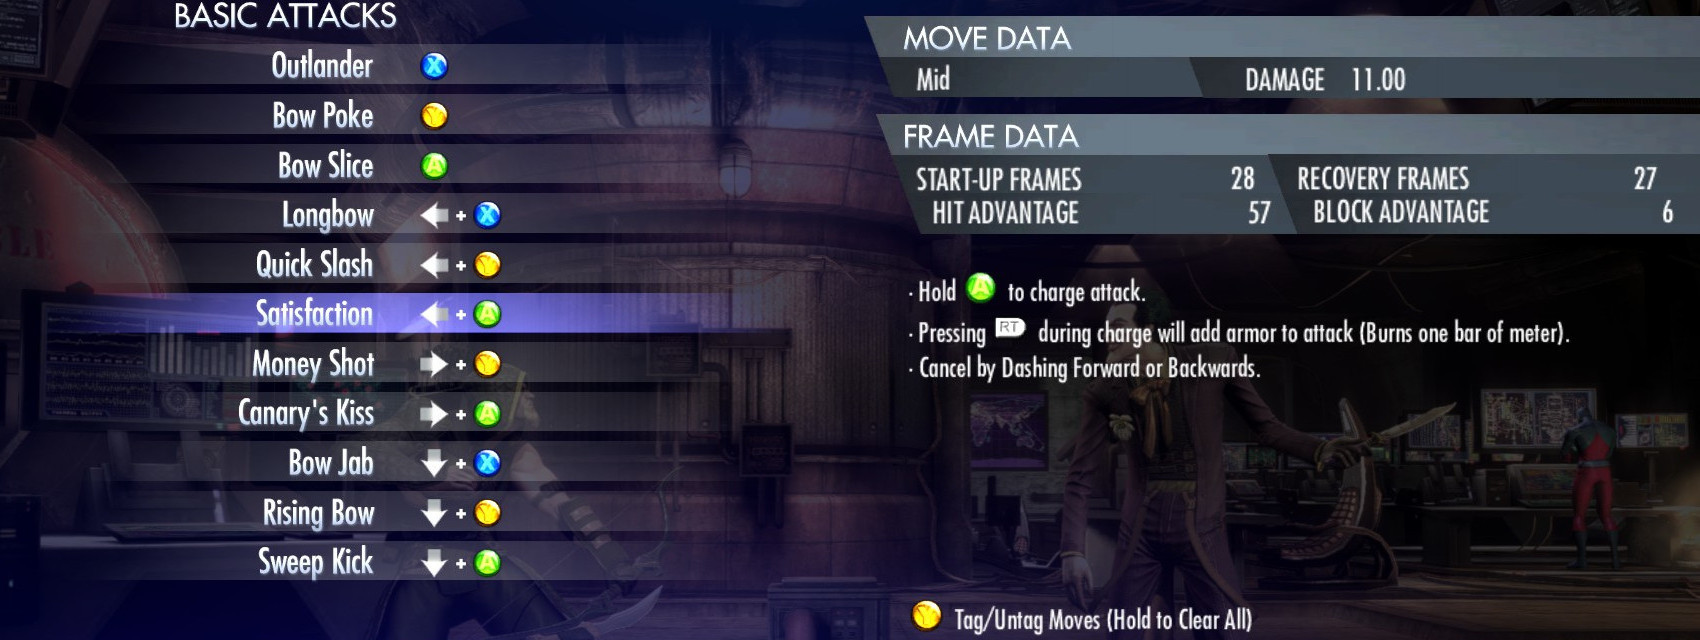 BASIC ATTACKS
Outlander X
Bow Poke Y
Bow Slice A
Longbow + X
Quick Slash + Y
Satisfaction + A
Money Shot + Y
Canary's Kiss + A
Bow Jab + X
Rising Bow + Y
Sweep Kick + A
MOVE DATA
Mid DAMAGE 11.00
FRAME DATA
START-UP FRAMES 28 RECOVERY FRAMES 27
HIT ADVANTAGE 57 BLOCK ADVANTAGE 6
· Hold A to charge attack.
· Pressing RT during charge will add armor to attack (Burns one bar of meter).
· Cancel by Dashing Forward or Backwards.
Y Tag/Untag Moves (Hold to Clear All)